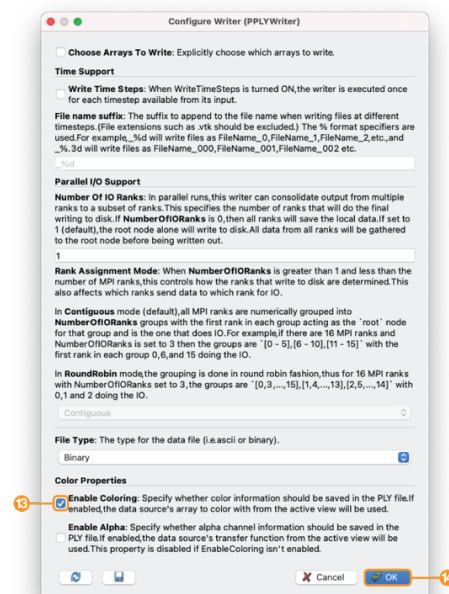 Configure Writer (PPLYWriter)
Choose Arrays To Write: Explicitly choose which arrays to write.
Time Support
Write Time Steps: When WriteTimeSteps is turned ON,the writer is executed once
for each timestep available from its input.
File name suffix: The suffix to append to the file name when writing files at different
timesteps.(File extensions such as .vtk should be excluded.) The % format specifiers are
used.For example,_%d will write files as FileName_0,FileName_1,FileName_2,etc.,and
_%.3d will write files as FileName_000,FileName_001,FileName_002 etc.
_%d
Parallel I/O Support
Number Of IO Ranks: In parallel runs,this writer can consolidate output from multiple
ranks to a subset of ranks.This specifies the number of ranks that will do the final
writing to disk.If NumberOfIORanks is 0,then all ranks will save the local data.If set to
1 (default),the root node alone will write to disk.All data from all ranks will be gathered
to the root node before being written out.
1
Rank Assignment Mode: When NumberOfIORanks is greater than 1 and less than the
number of MPI ranks,this controls how the ranks that write to disk are determined.This
also affects which ranks send data to which rank for IO.
In Contiguous mode (default),all MPI ranks are numerically grouped into
NumberOfIORanks groups with the first rank in each group acting as the `root` node
for that group and is the one that does IO.For example,if there are 16 MPI ranks and
NumberOfIORanks is set to 3 then the groups are `[0 - 5],[6 - 10],[11 - 15]` with the
first rank in each group 0,6,and 15 doing the IO.
In RoundRobin mode,the grouping is done in round robin fashion,thus for 16 MPI ranks
with NumberOfIORanks set to 3,the groups are `[0,3,...,15],[1,4,...,13],[2,5,...,14]` with
0,1 and 2 doing the IO.
Contiguous
File Type: The type for the data file (i.e.ascii or binary).
Binary
Color Properties
13 Enable Coloring: Specify whether color information should be saved in the PLY file.If
enabled,the data source's array to color with from the active view will be used.
Enable Alpha: Specify whether alpha channel information should be saved in the
PLY file.If enabled,the data source's transfer function from the active view will be
used.This property is disabled if EnableColoring isn't enabled.
Cancel OK 14